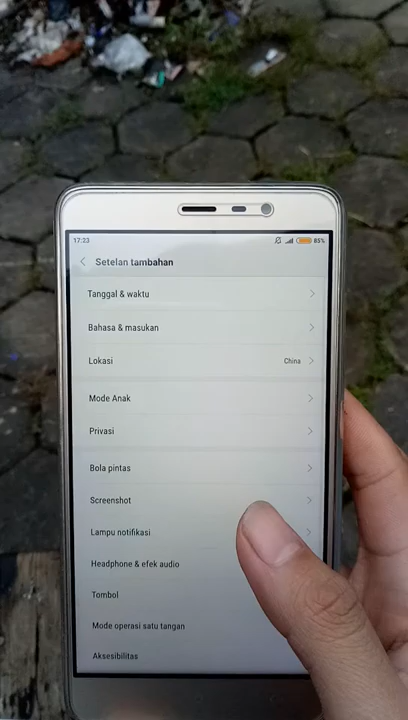 17:23
85%
Setelan tambahan
Tanggal & waktu
Bahasa & masukan
Lokasi China
Mode Anak
Privasi
Bola pintas
Screenshot
Lampu notifikasi
Headphone & efek audio
Tombol
Mode operasi satu tangan
Aksesibilitas